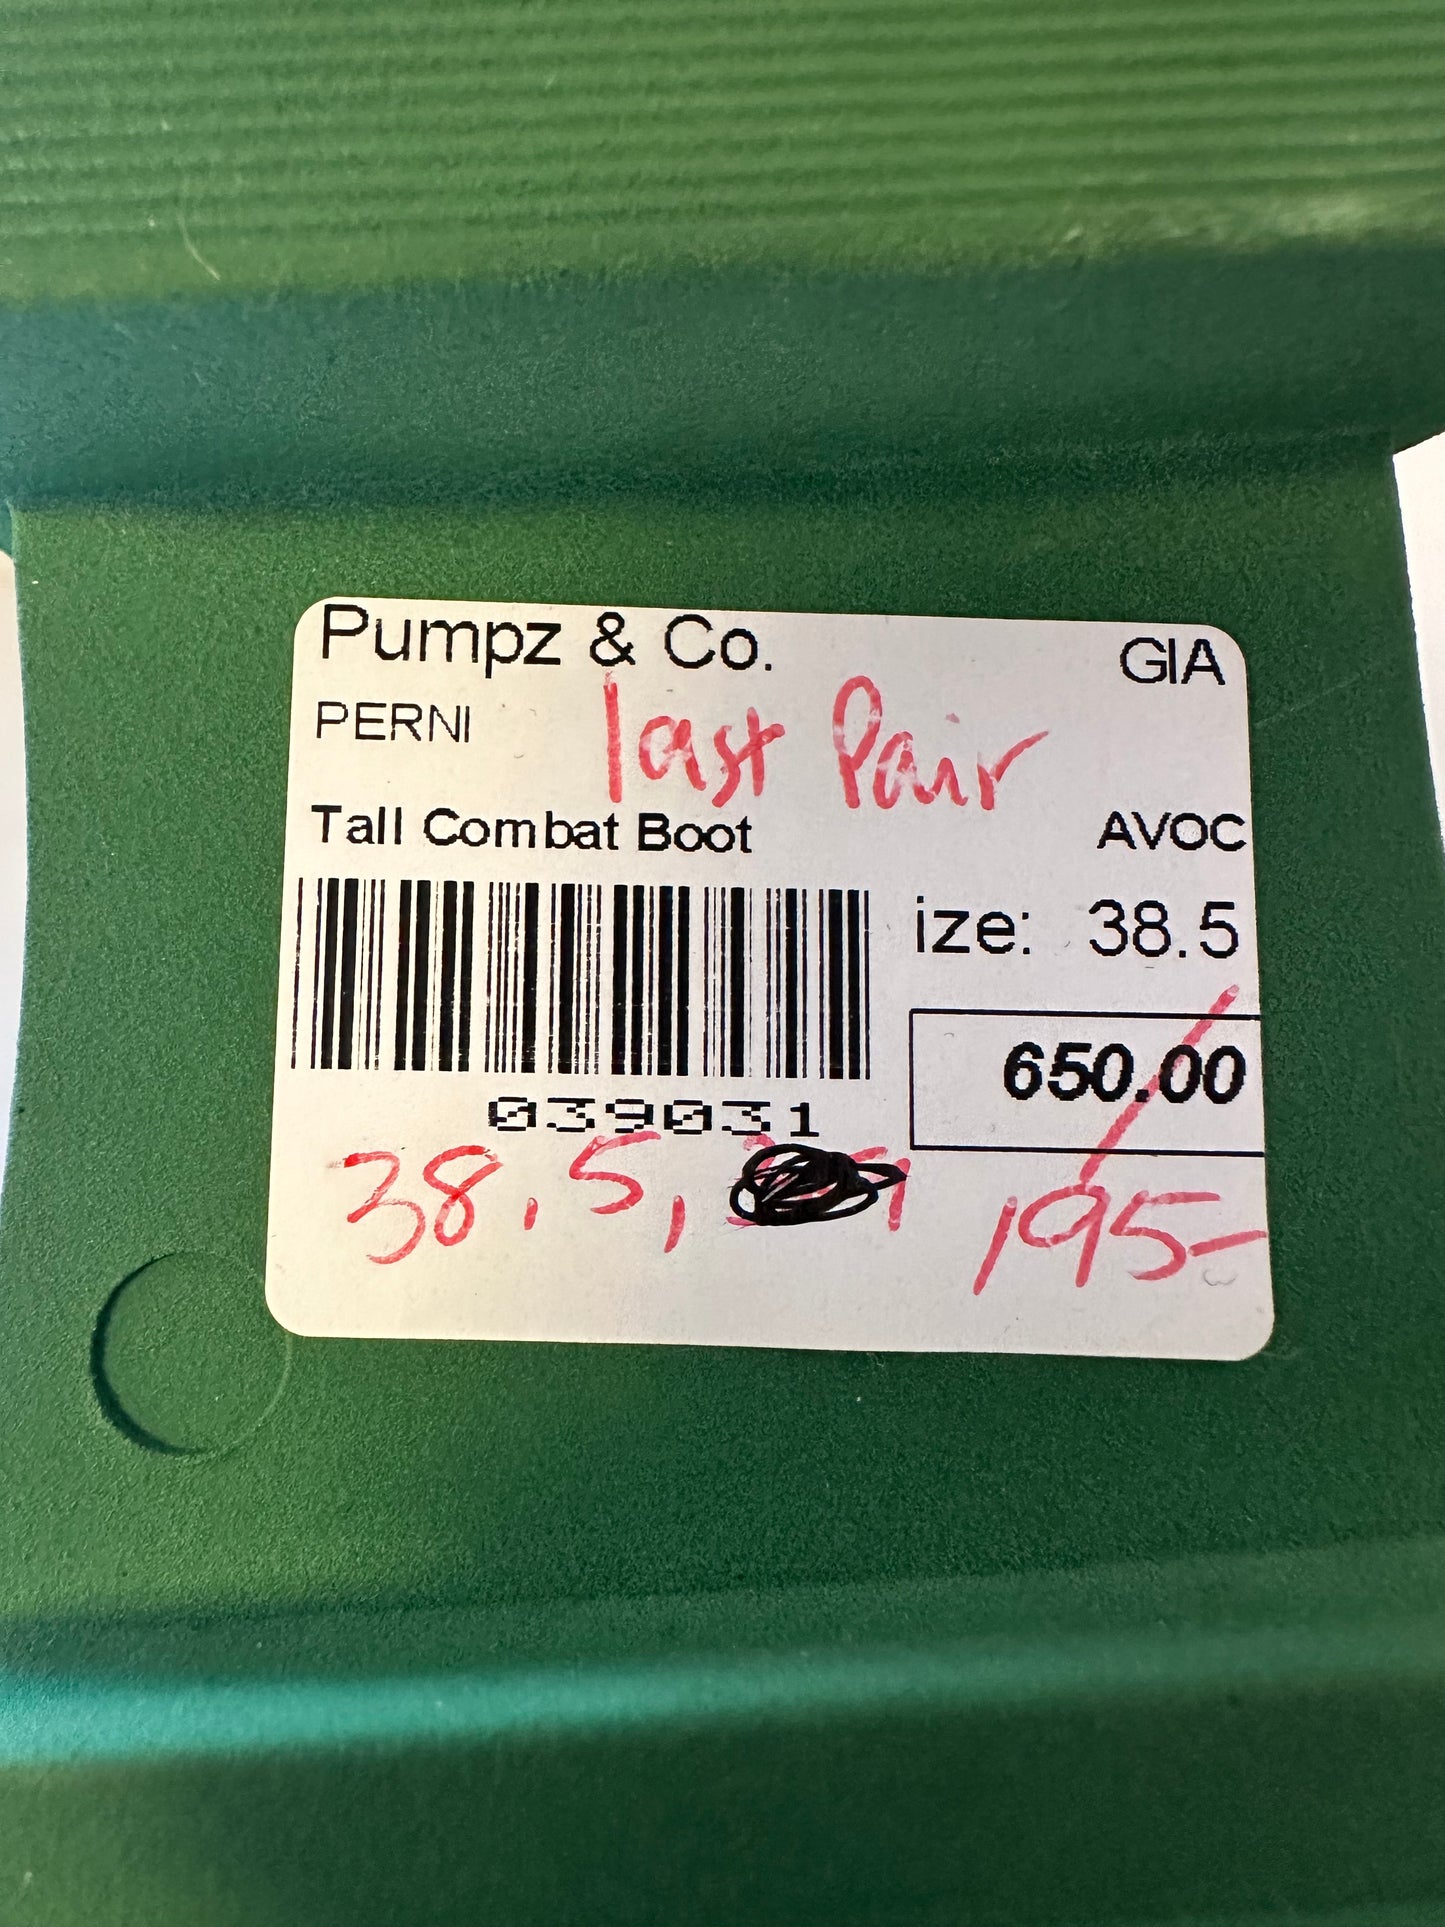 Pumpz & Co. GIA
PERNI last Pair
Tall Combat Boot AVOC
ize: 38.5
650.00
039031
38.5, 195-